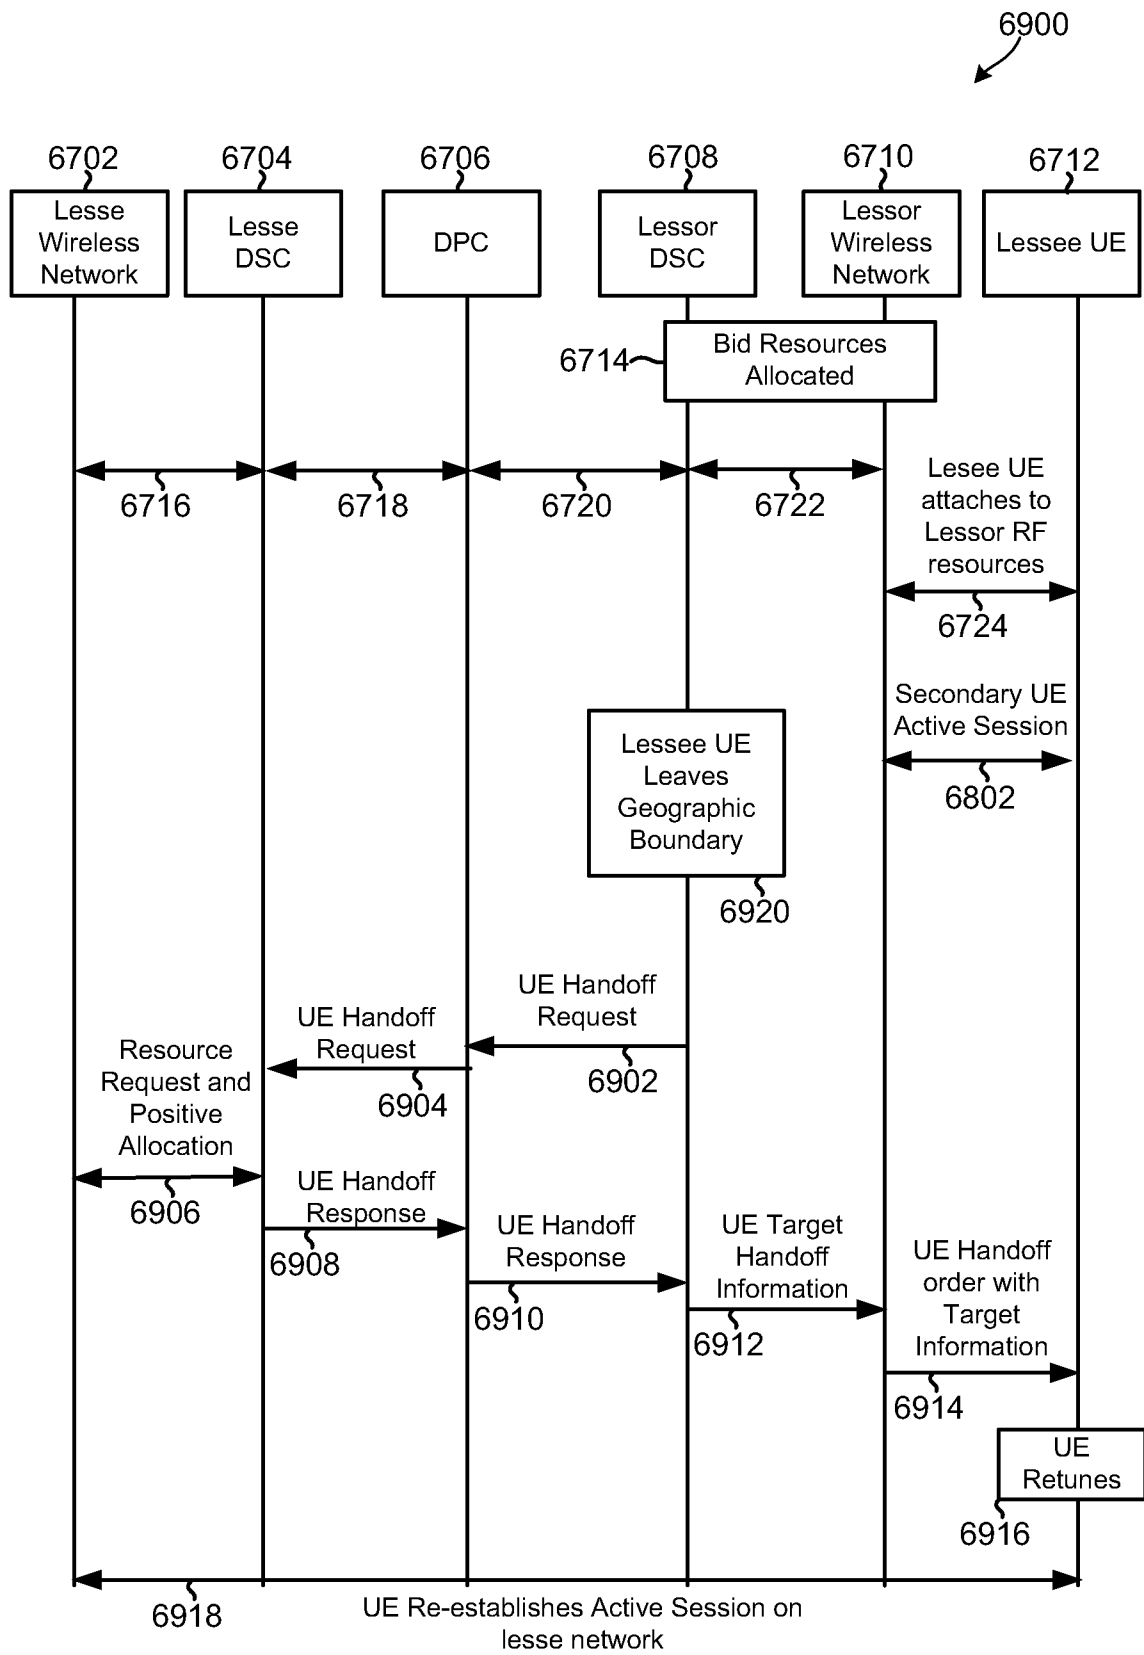 6900
6702
6704
6706
6708
6710
6712
Lesse
Wireless
Network
Lesse
DSC
DPC
Lessor
DSC
Lessor
Wireless
Network
Lessee UE
6714
Bid Resources
Allocated
6716
6718
6720
6722
Lesee UE
attaches to
Lessor RF
resources
6724
Secondary UE
Active Session
6802
Lessee UE
Leaves
Geographic
Boundary
6920
UE Handoff
Request
6902
UE Handoff
Request
6904
Resource
Request and
Positive
Allocation
6906
UE Handoff
Response
6908
UE Handoff
Response
6910
UE Target
Handoff
Information
6912
UE Handoff
order with
Target
Information
6914
UE
Retunes
6916
6918
UE Re-establishes Active Session on
lesse network